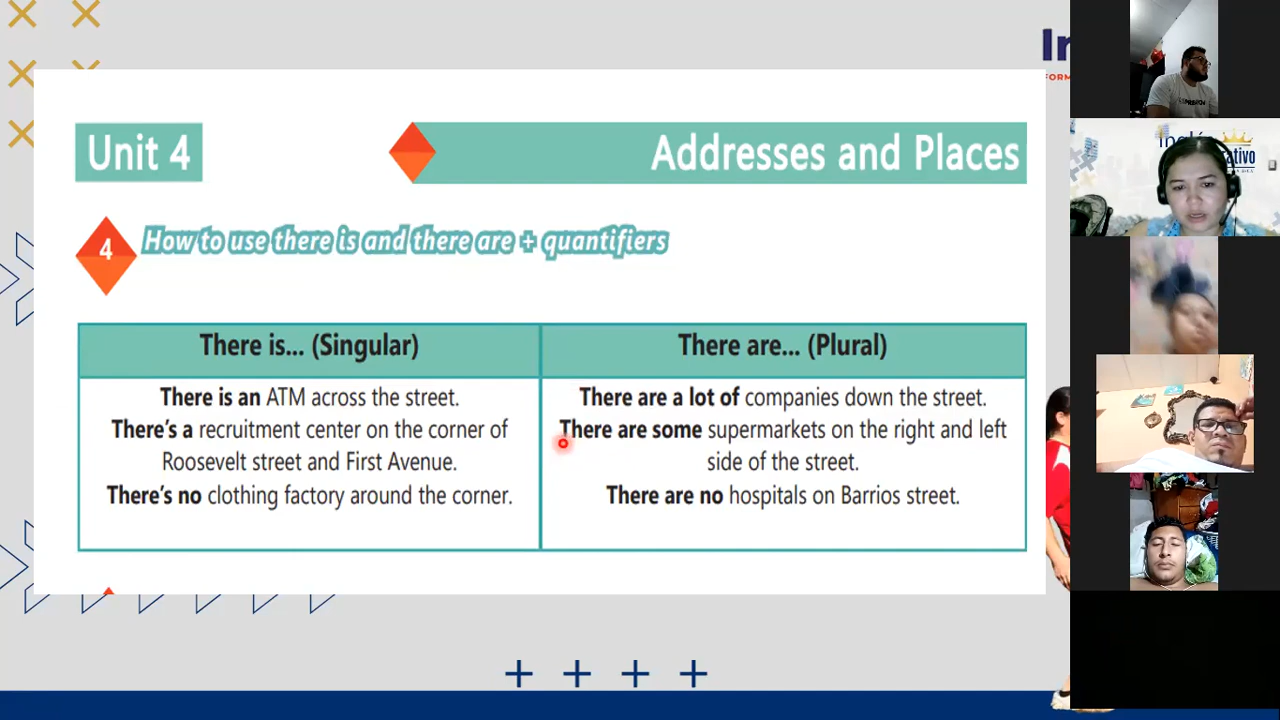 Unit 4
Addresses and Places
4
How to use there is and there are + quantifiers
There is... (Singular)
There is an ATM across the street.
There's a recruitment center on the corner of
Roosevelt street and First Avenue.
There's no clothing factory around the corner.
There are... (Plural)
There are a lot of companies down the street.
There are some supermarkets on the right and left
side of the street.
There are no hospitals on Barrios street.